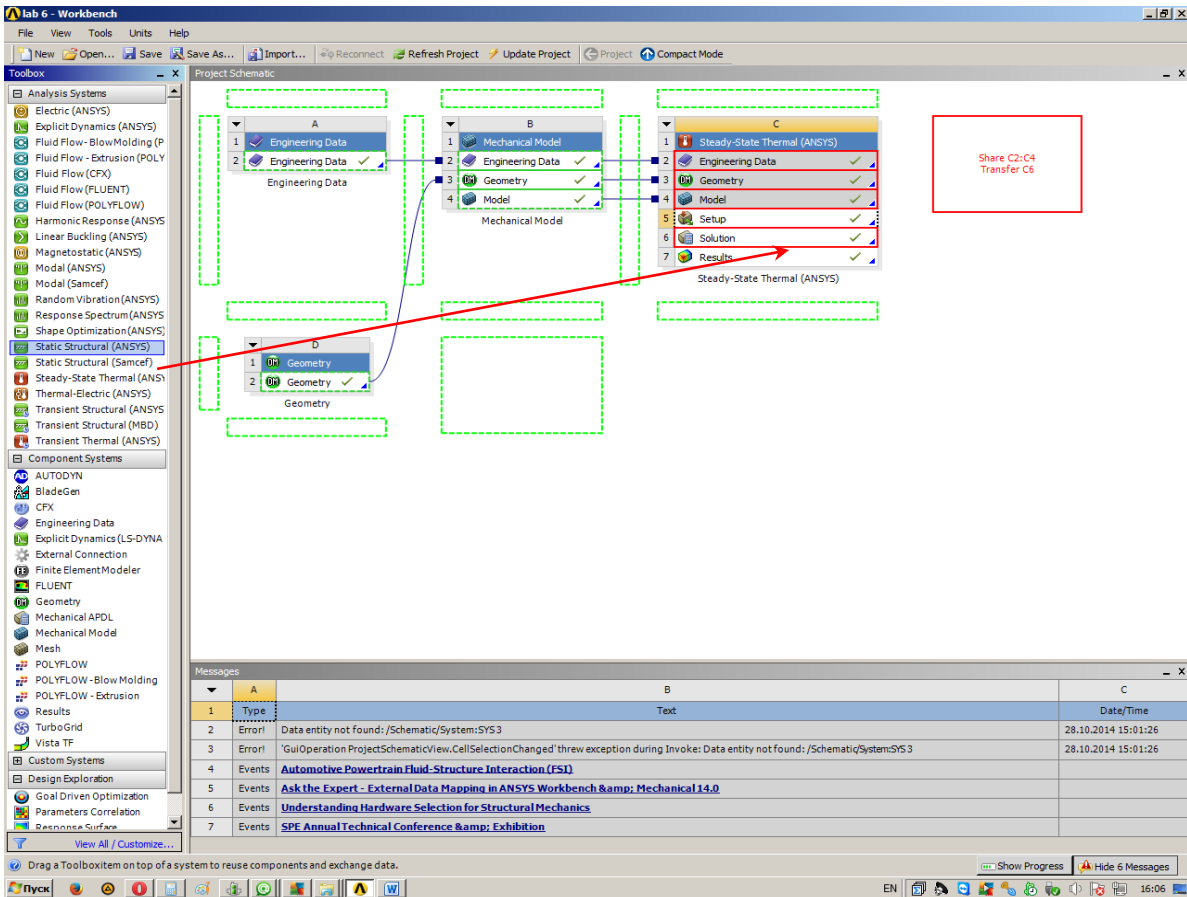 lab 6 - Workbench
File View Tools Units Help
New Open... Save Save As... Import... Reconnect Refresh Project Update Project Project Compact Mode
Toolbox
Analysis Systems
Electric (ANSYS)
Explicit Dynamics (ANSYS)
Fluid Flow- BlowMolding (P
Fluid Flow - Extrusion (POLY
Fluid Flow (CFX)
Fluid Flow (FLUENT)
Fluid Flow (POLYFLOW)
Harmonic Response (ANSYS
Linear Buckling (ANSYS)
Magnetostatic (ANSYS)
Modal (ANSYS)
Modal (Samcef)
Random Vibration (ANSYS)
Response Spectrum (ANSYS
Shape Optimization (ANSYS)
Static Structural (ANSYS)
Static Structural (Samcef)
Steady-State Thermal (ANSY
Thermal-Electric (ANSYS)
Transient Structural (ANSYS
Transient Structural (MBD)
Transient Thermal (ANSYS)
Component Systems
AUTODYN
BladeGen
CFX
Engineering Data
Explicit Dynamics (LS-DYNA
External Connection
Finite Element Modeler
FLUENT
Geometry
Mechanical APDL
Mechanical Model
Mesh
POLYFLOW
POLYFLOW - Blow Molding
POLYFLOW - Extrusion
Results
TurboGrid
Vista TF
Custom Systems
Design Exploration
Goal Driven Optimization
Parameters Correlation
Response Surface
View All / Customize...
Project Schematic
A
1 Engineering Data
2 Engineering Data
Engineering Data
B
1 Mechanical Model
2 Engineering Data
3 Geometry
4 Model
Mechanical Model
C
1 Steady-State Thermal (ANSYS)
2 Engineering Data
3 Geometry
4 Model
5 Setup
6 Solution
7 Results
Steady-State Thermal (ANSYS)
Share C2:C4
Transfer C6
D
1 Geometry
2 Geometry
Geometry
Messages
A B C
1 Type Text Date/Time
2 Error! Data entity not found: /Schematic/System:SYS 3 28.10.2014 15:01:26
3 Error! 'GuiOperation ProjectSchematicView.CellSelectionChanged' threw exception during Invoke: Data entity not found: /Schematic/System:SYS 3 28.10.2014 15:01:26
4 Events Automotive Powertrain Fluid-Structure Interaction (FSI)
5 Events Ask the Expert - External Data Mapping in ANSYS Workbench &amp; Mechanical 14.0
6 Events Understanding Hardware Selection for Structural Mechanics
7 Events SPE Annual Technical Conference &amp; Exhibition
Drag a Toolbox item on top of a system to reuse components and exchange data.
Show Progress Hide 6 Messages
Пуск EN 16:06